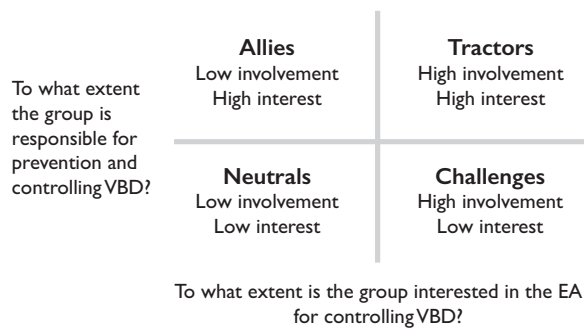 Allies
Low involvement
High interest
Tractors
High involvement
High interest
To what extent
the group is
responsible for
prevention and
controlling VBD?
Neutrals
Low involvement
Low interest
Challenges
High involvement
Low interest
To what extent is the group interested in the EA
for controlling VBD?